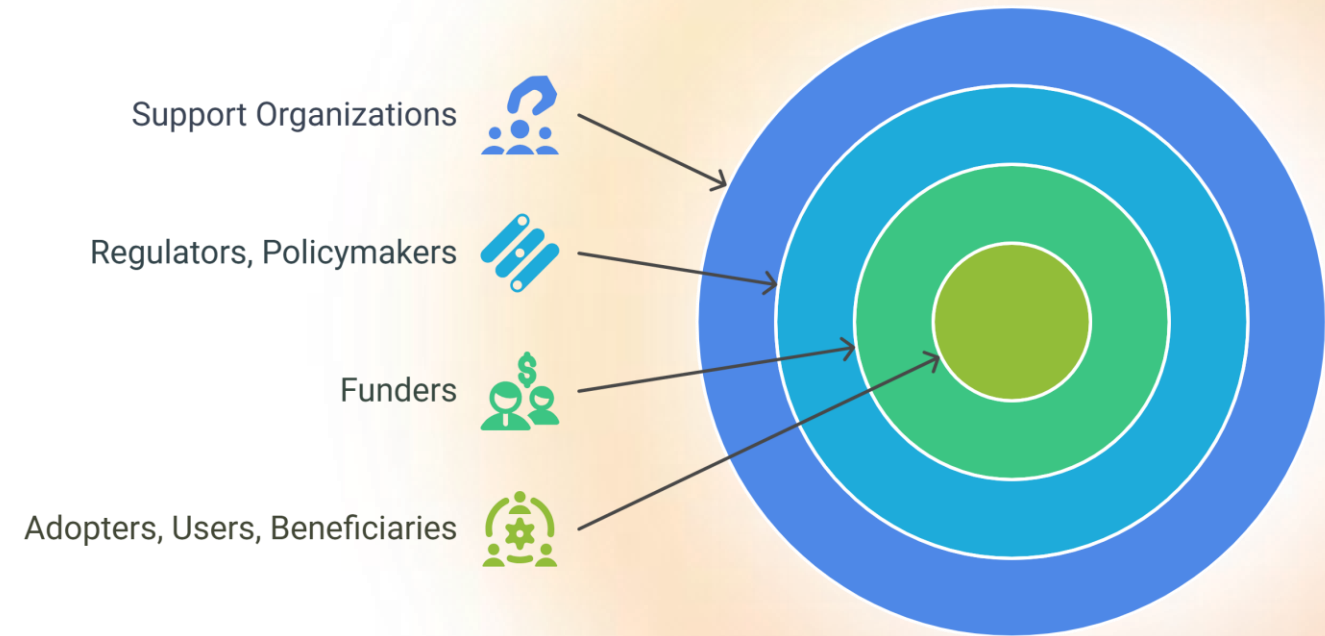 Support Organizations
Regulators, Policymakers
Funders
Adopters, Users, Beneficiaries